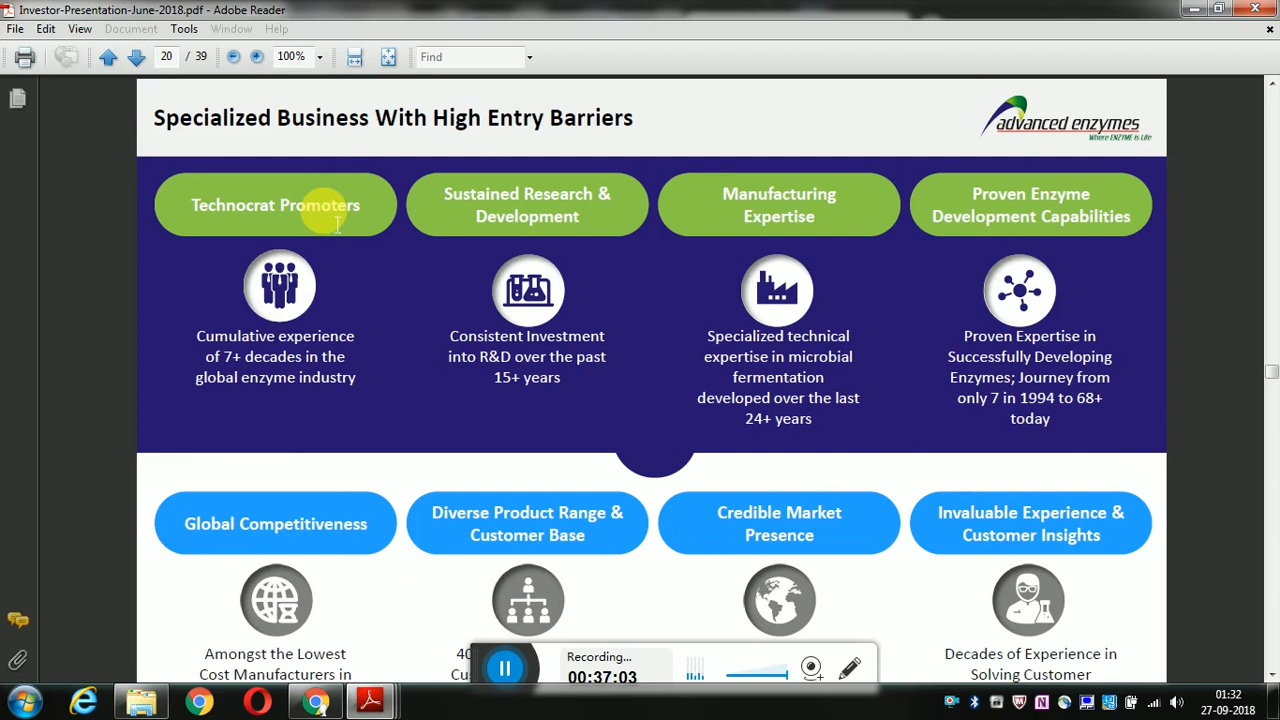 Investor-Presentation-June-2018.pdf - Adobe Reader
File Edit View Document Tools Window Help
20 / 39 100% Find
Specialized Business With High Entry Barriers
advanced enzymes
Where ENZYME is Life
Technocrat Promoters
Cumulative experience
of 7+ decades in the
global enzyme industry
Sustained Research &
Development
Consistent Investment
into R&D over the past
15+ years
Manufacturing
Expertise
Specialized technical
expertise in microbial
fermentation
developed over the last
24+ years
Proven Enzyme
Development Capabilities
Proven Expertise in
Successfully Developing
Enzymes; Journey from
only 7 in 1994 to 68+
today
Global Competitiveness
Amongst the Lowest
Cost Manufacturers in
Diverse Product Range &
Customer Base
Credible Market
Presence
Invaluable Experience &
Customer Insights
Decades of Experience in
Solving Customer
Recording...
00:37:03
01:32
27-09-2018